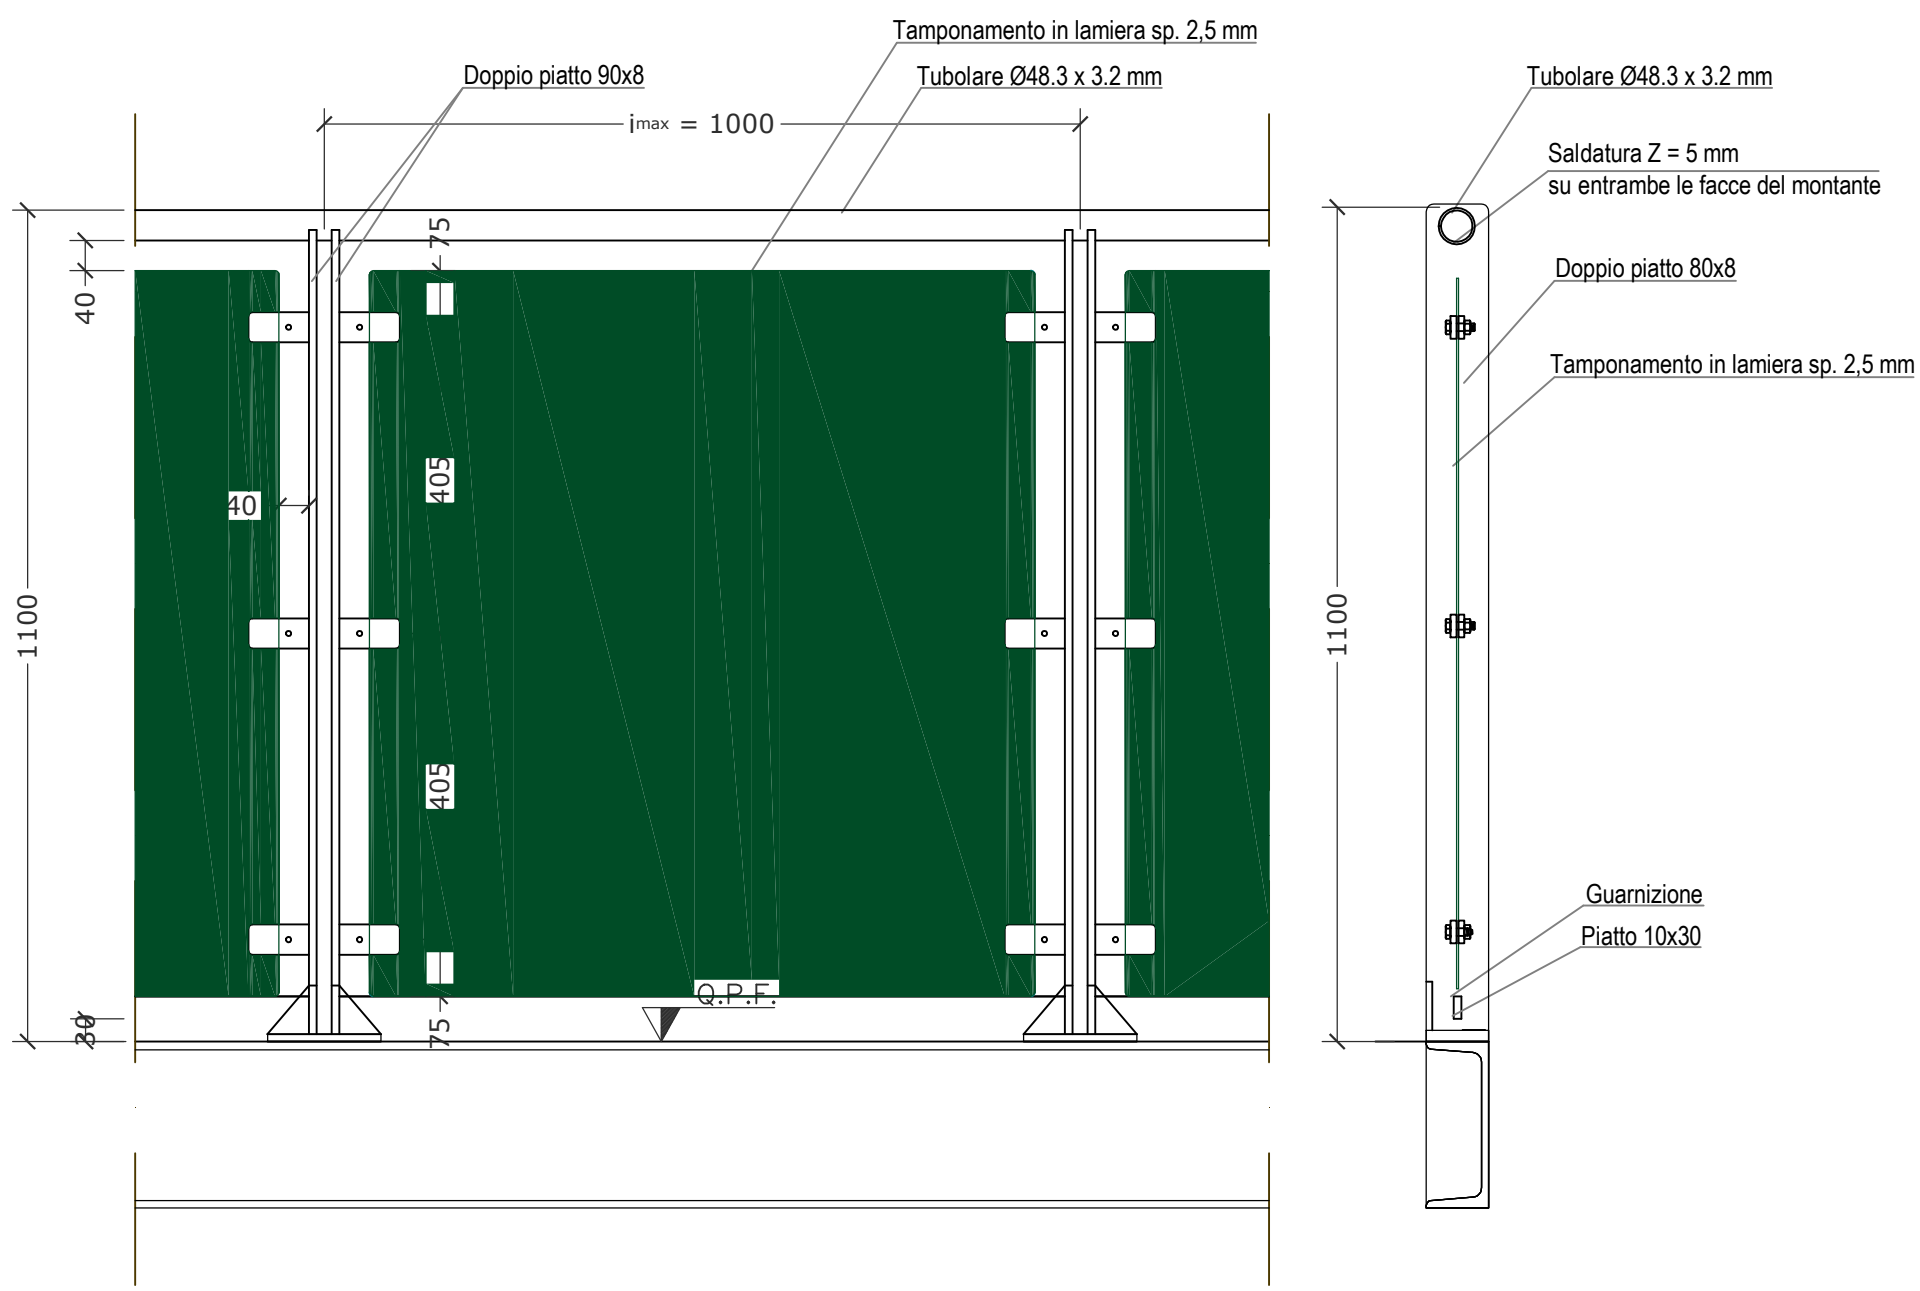 Tamponamento in lamiera sp. 2,5 mm
Doppio piatto 90x8
Tubolare Ø48.3 x 3.2 mm
Tubolare Ø48.3 x 3.2 mm
imax = 1000
Saldatura Z = 5 mm
su entrambe le facce del montante
75
Doppio piatto 80x8
40
Tamponamento in lamiera sp. 2,5 mm
405
40
1100
1100
405
Guarnizione
Piatto 10x30
Q.P.F.
75